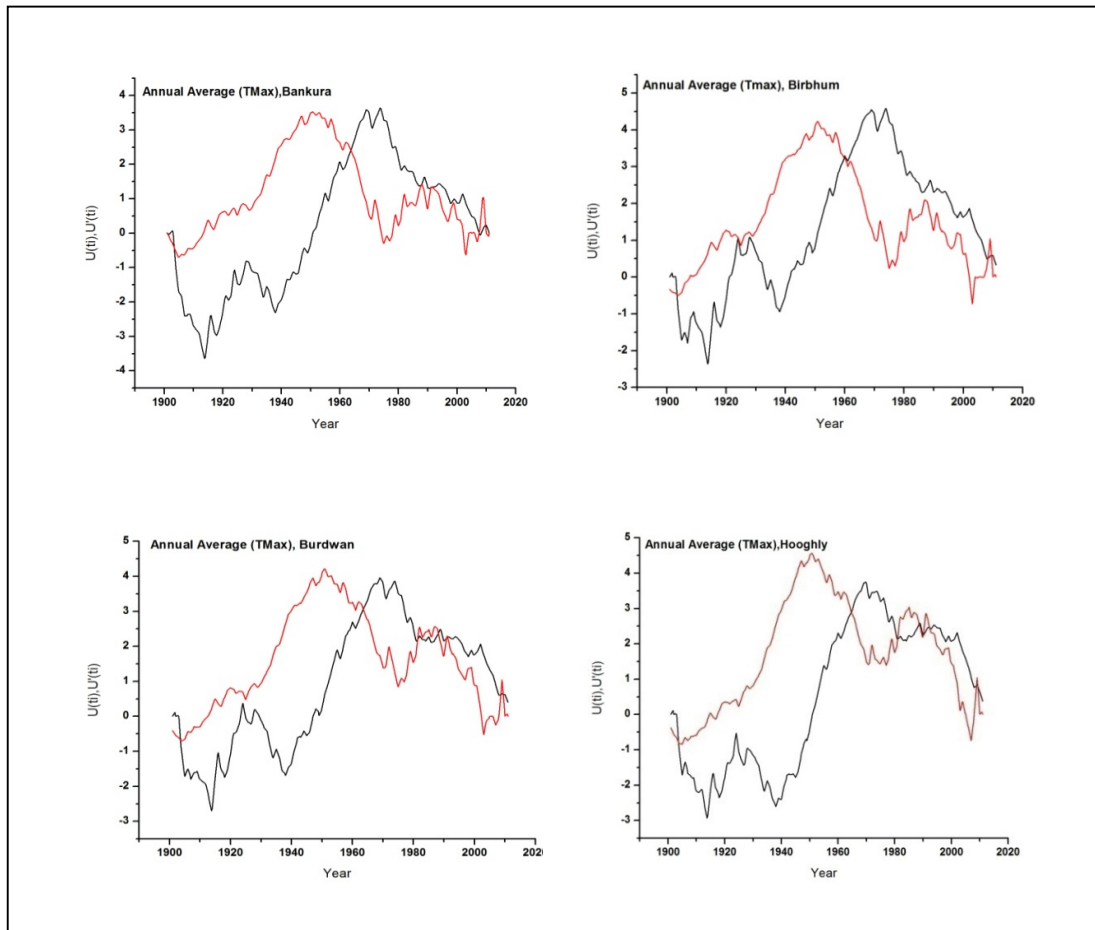 Annual Average (TMax),Bankura
4
3
2
1
0
-1
-2
-3
-4
U(ti),U'(ti)
1900 1920 1940 1960 1980 2000 2020
Year
Annual Average (Tmax), Birbhum
5
4
3
2
1
0
-1
-2
-3
U(ti),U'(ti)
1900 1920 1940 1960 1980 2000 2020
Year
Annual Average (TMax), Burdwan
5
4
3
2
1
0
-1
-2
-3
U(ti),U'(ti)
1900 1920 1940 1960 1980 2000 2020
Year
Annual Average (TMax),Hooghly
5
4
3
2
1
0
-1
-2
-3
U(ti),U'(ti)
1900 1920 1940 1960 1980 2000 2020
Year